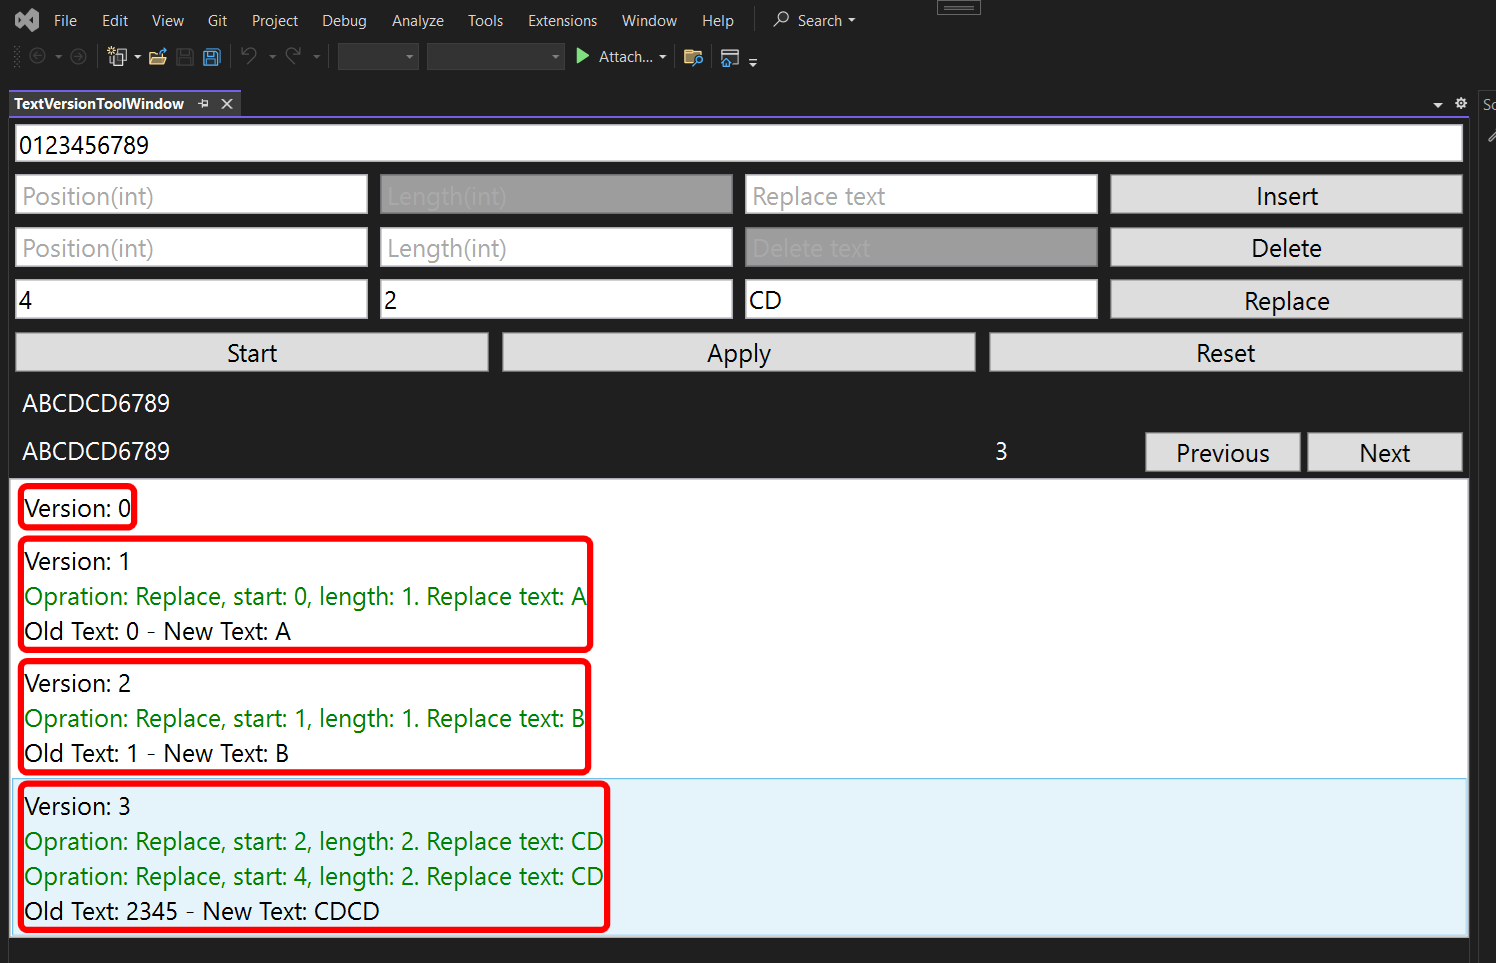 File Edit View Git Project Debug Analyze Tools Extensions Window Help Search
Attach...
TextVersionToolWindow
0123456789
Position(int) Length(int) Replace text Insert
Position(int) Length(int) Delete text Delete
4 2 CD Replace
Start Apply Reset
ABCDCD6789
ABCDCD6789 3 Previous Next
Version: 0
Version: 1
Opration: Replace, start: 0, length: 1. Replace text: A
Old Text: 0 - New Text: A
Version: 2
Opration: Replace, start: 1, length: 1. Replace text: B
Old Text: 1 - New Text: B
Version: 3
Opration: Replace, start: 2, length: 2. Replace text: CD
Opration: Replace, start: 4, length: 2. Replace text: CD
Old Text: 2345 - New Text: CDCD